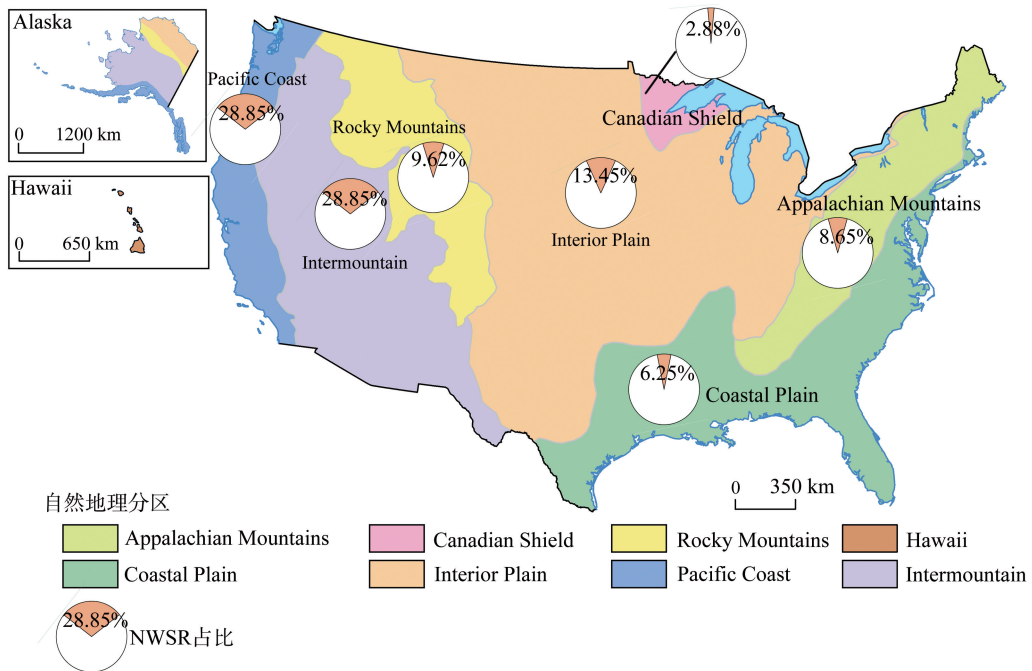 Alaska
0 1200 km
Hawaii
0 650 km
Pacific Coast
28.85%
Rocky Mountains
9.62%
28.85%
Intermountain
2.88%
Canadian Shield
13.45%
Interior Plain
Appalachian Mountains
8.65%
6.25%
Coastal Plain
0 350 km
自然地理分区
Appalachian Mountains
Canadian Shield
Rocky Mountains
Hawaii
Coastal Plain
Interior Plain
Pacific Coast
Intermountain
28.85%
NWSR占比